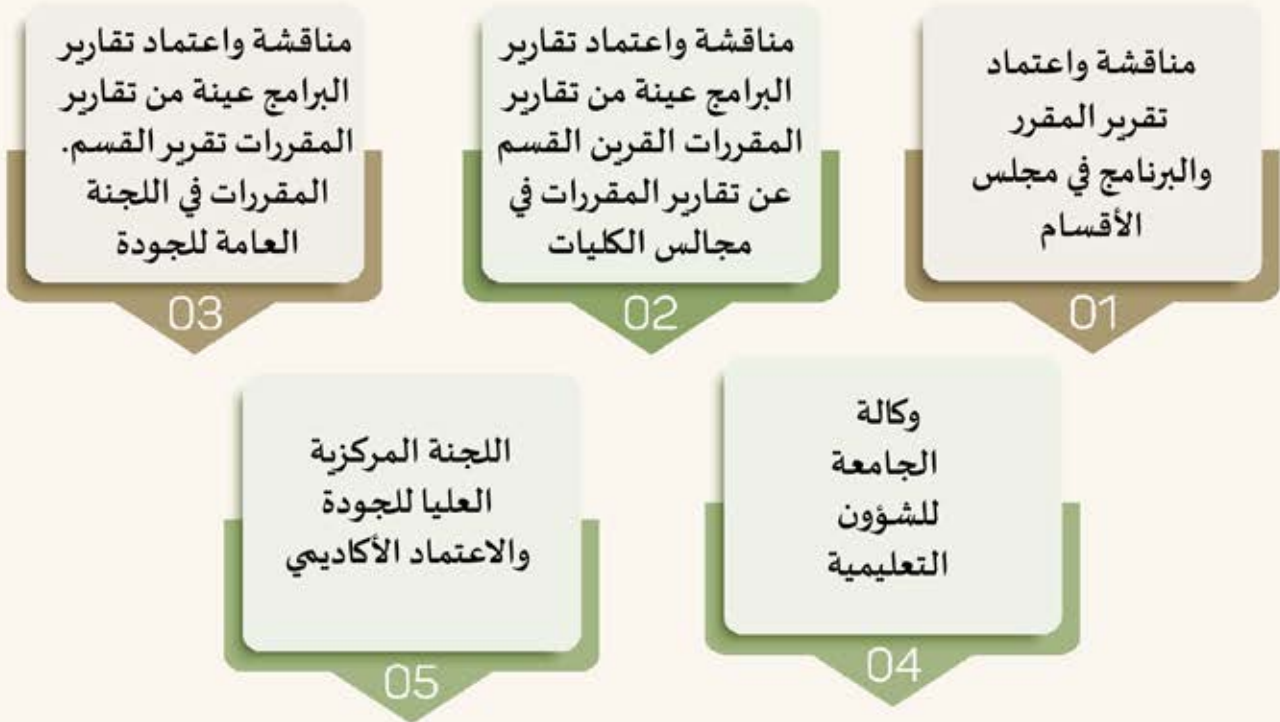 مناقشة واعتماد
تقرير المقرر
والبرنامج في مجلس
الأقسام
01
مناقشة واعتماد تقارير
البرامج عينة من تقارير
المقررات القرين القسم
عن تقارير المقررات في
مجالس الكليات
02
مناقشة واعتماد تقارير
البرامج عينة من تقارير
المقررات تقرير القسم.
المقررات في اللجنة
العامة للجودة
03
وكالة
الجامعة
للشؤون
التعليمية
04
اللجنة المركزية
العليا للجودة
والاعتماد الأكاديمي
05